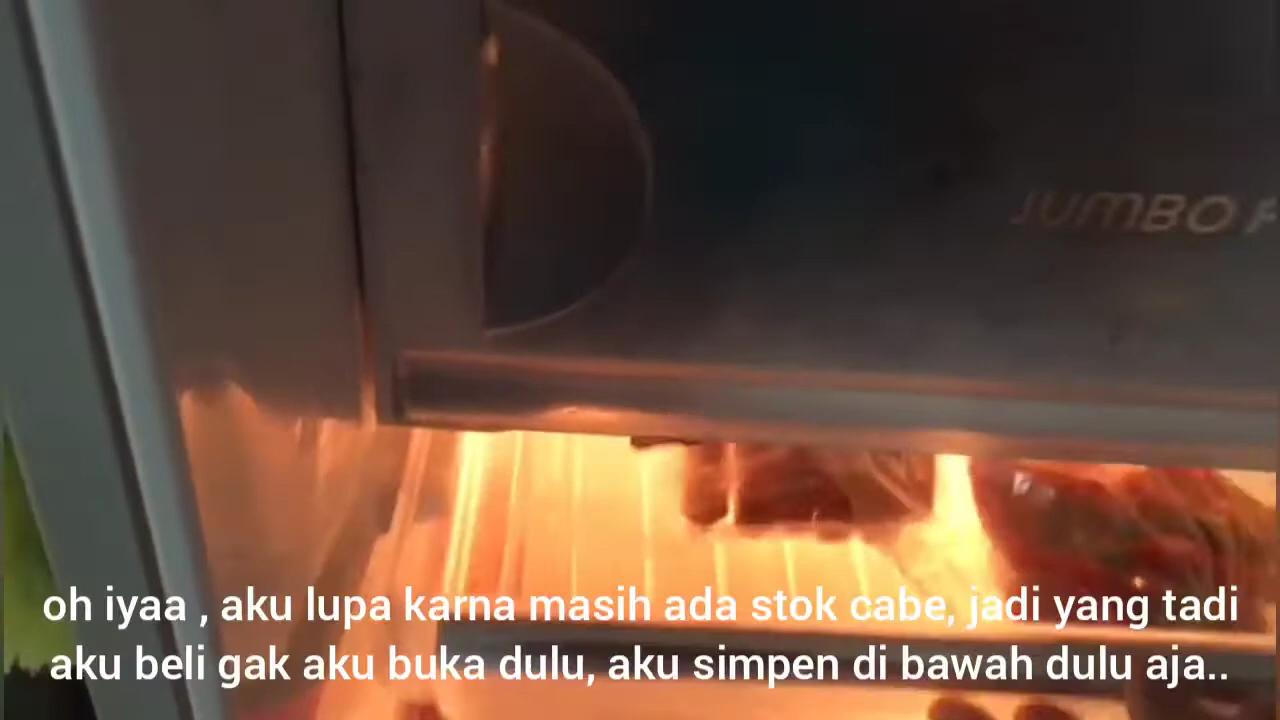 JUMBO
oh iyaa , aku lupa karna masih ada stok cabe, jadi yang tadi
aku beli gak aku buka dulu, aku simpen di bawah dulu aja..